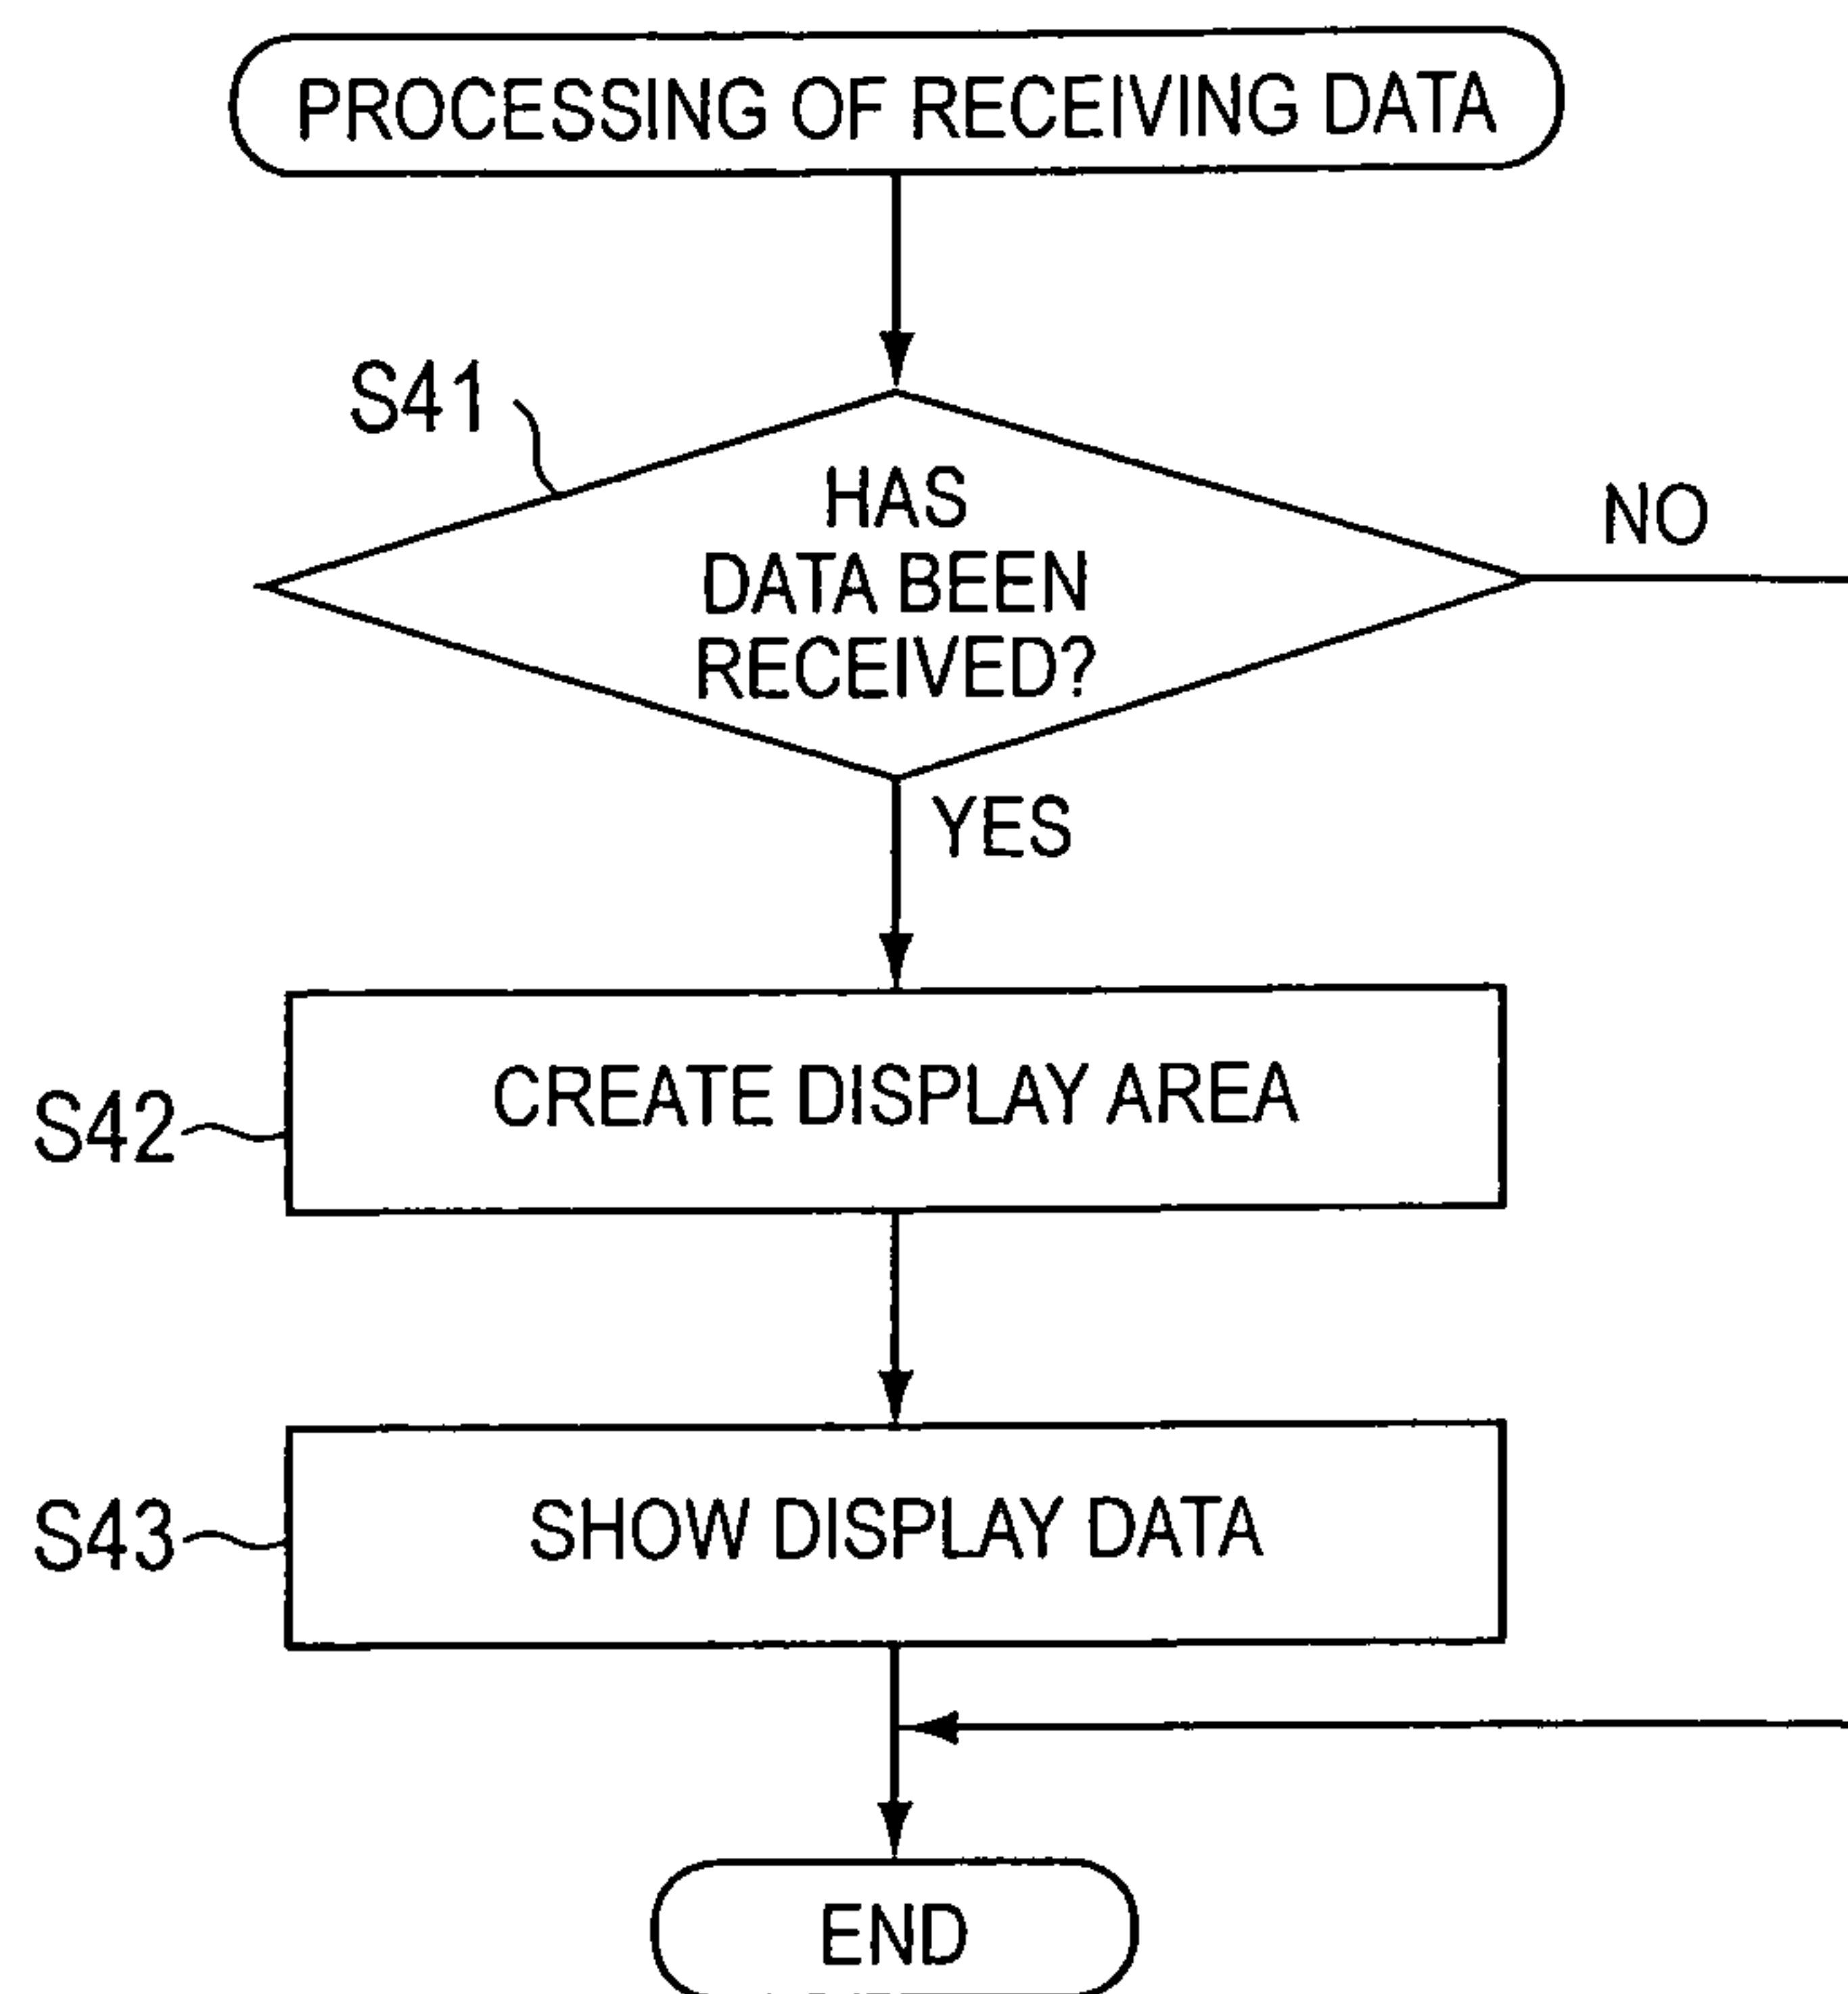 PROCESSING OF RECEIVING DATA
S41
HAS
DATA BEEN
RECEIVED?
NO
YES
CREATE DISPLAY AREA
S42
SHOW DISPLAY DATA
S43
END